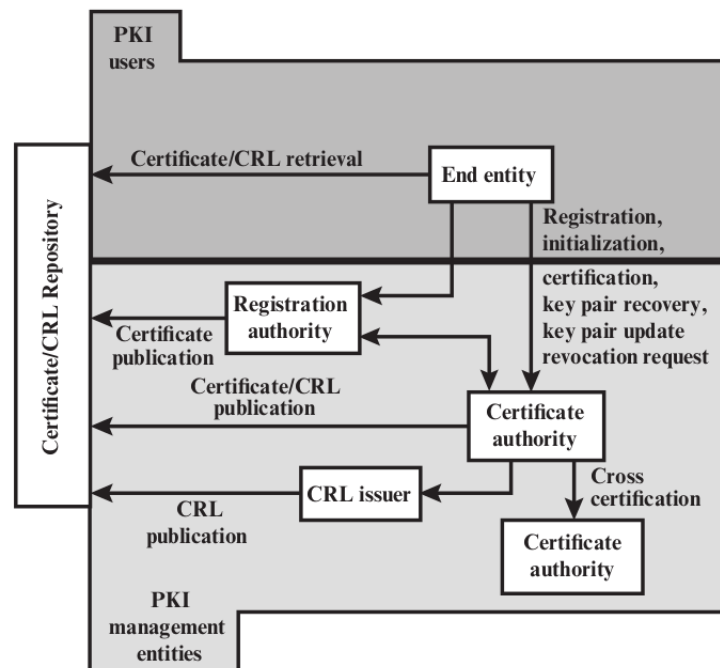 PKI
users
Certificate/CRL retrieval
End entity
Certificate/CRL Repository
Registration,
initialization,
certification,
key pair recovery,
key pair update
revocation request
Registration
authority
Certificate
publication
Certificate/CRL
publication
Certificate
authority
CRL issuer
CRL
publication
Cross
certification
Certificate
authority
PKI
management
entities